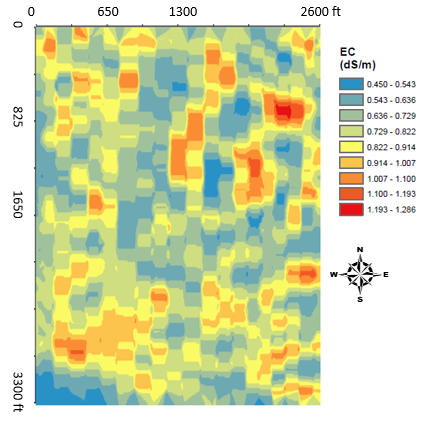 0 650 1300 2600 ft
0
825
1650
3300 ft
EC
(dS/m)
0.450 - 0.543
0.543 - 0.636
0.636 - 0.729
0.729 - 0.822
0.822 - 0.914
0.914 - 1.007
1.007 - 1.100
1.100 - 1.193
1.193 - 1.286
N
W E
S